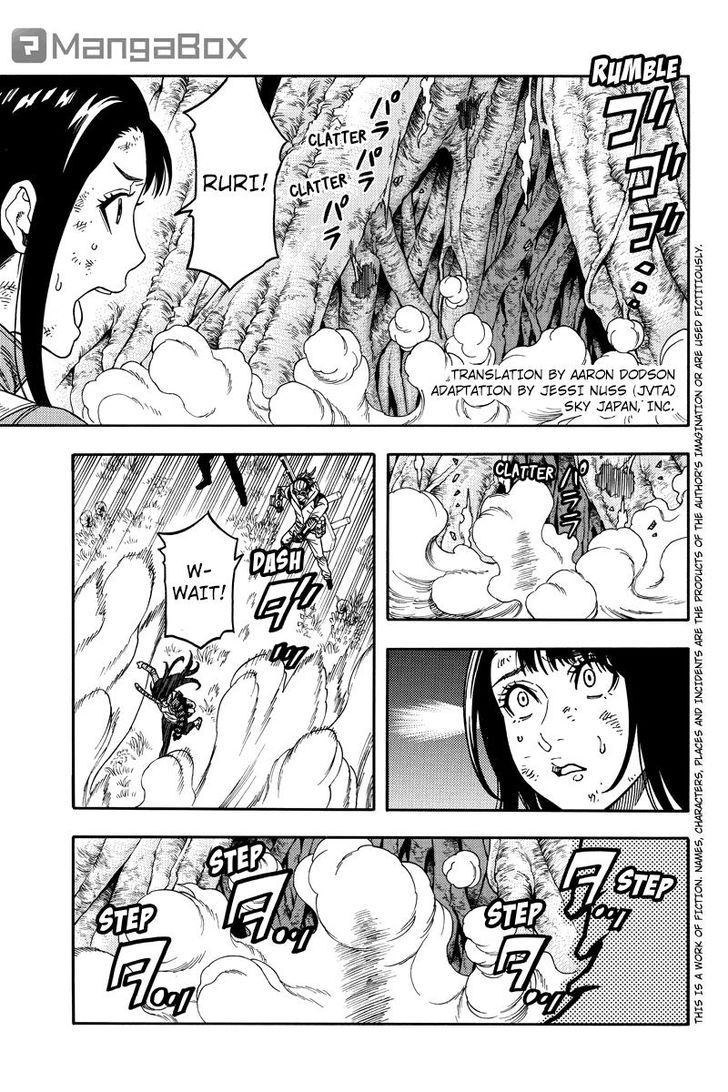 MangaBox
RUMBLE
ゴゴゴ
CLATTER
パラ
CLATTER
パラ
パラ
RURI!
TRANSLATION BY AARON DODSON
ADAPTATION BY JESSI NUSS (JVTA)
SKY JAPAN, INC.
CLATTER
パララ
W-
WAIT!
DASH
ダッ
STEP
タ...ッ
STEP
タ...ッ
STEP
タ...ッ
STEP
タ...ッ
THIS IS A WORK OF FICTION. NAMES, CHARACTERS, PLACES AND INCIDENTS ARE THE PRODUCTS OF THE AUTHOR'S IMAGINATION OR ARE USED FICTITIOUSLY.